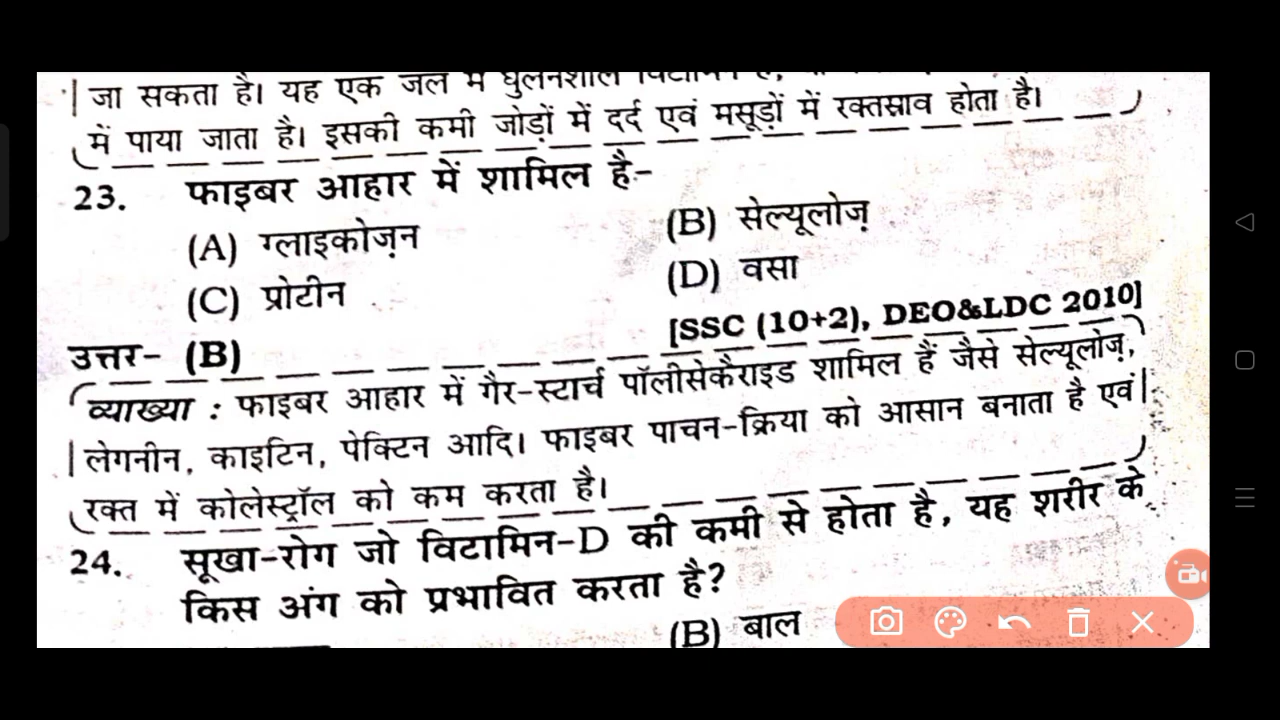 जा सकता है। यह एक जल में घुलनशील विटामिन है,
में पाया जाता है। इसकी कमी जोड़ों में दर्द एवं मसूड़ों में रक्तस्राव होता है।
23. फाइबर आहार में शामिल है-
(A) ग्लाइकोज़न (B) सेल्यूलोज़
(C) प्रोटीन (D) वसा
[SSC (10+2), DEO&LDC 2010]
उत्तर- (B)
व्याख्या : फाइबर आहार में गैर-स्टार्च पॉलीसेकैराइड शामिल हैं जैसे सेल्यूलोज़,
लेगनीन, काइटिन, पेक्टिन आदि। फाइबर पाचन-क्रिया को आसान बनाता है एवं
रक्त में कोलेस्ट्रॉल को कम करता है।
24. सूखा-रोग जो विटामिन-D की कमी से होता है, यह शरीर के
किस अंग को प्रभावित करता है?
(B) बाल